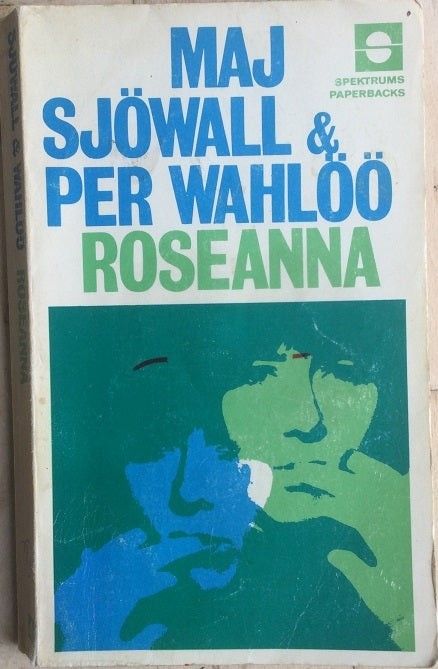 MAJ
SJÖWALL &
PER WAHLÖÖ
ROSEANNA
SPEKTRUMS
PAPERBACKS
SJÖWALL & WAHLÖÖ ROSEANNA